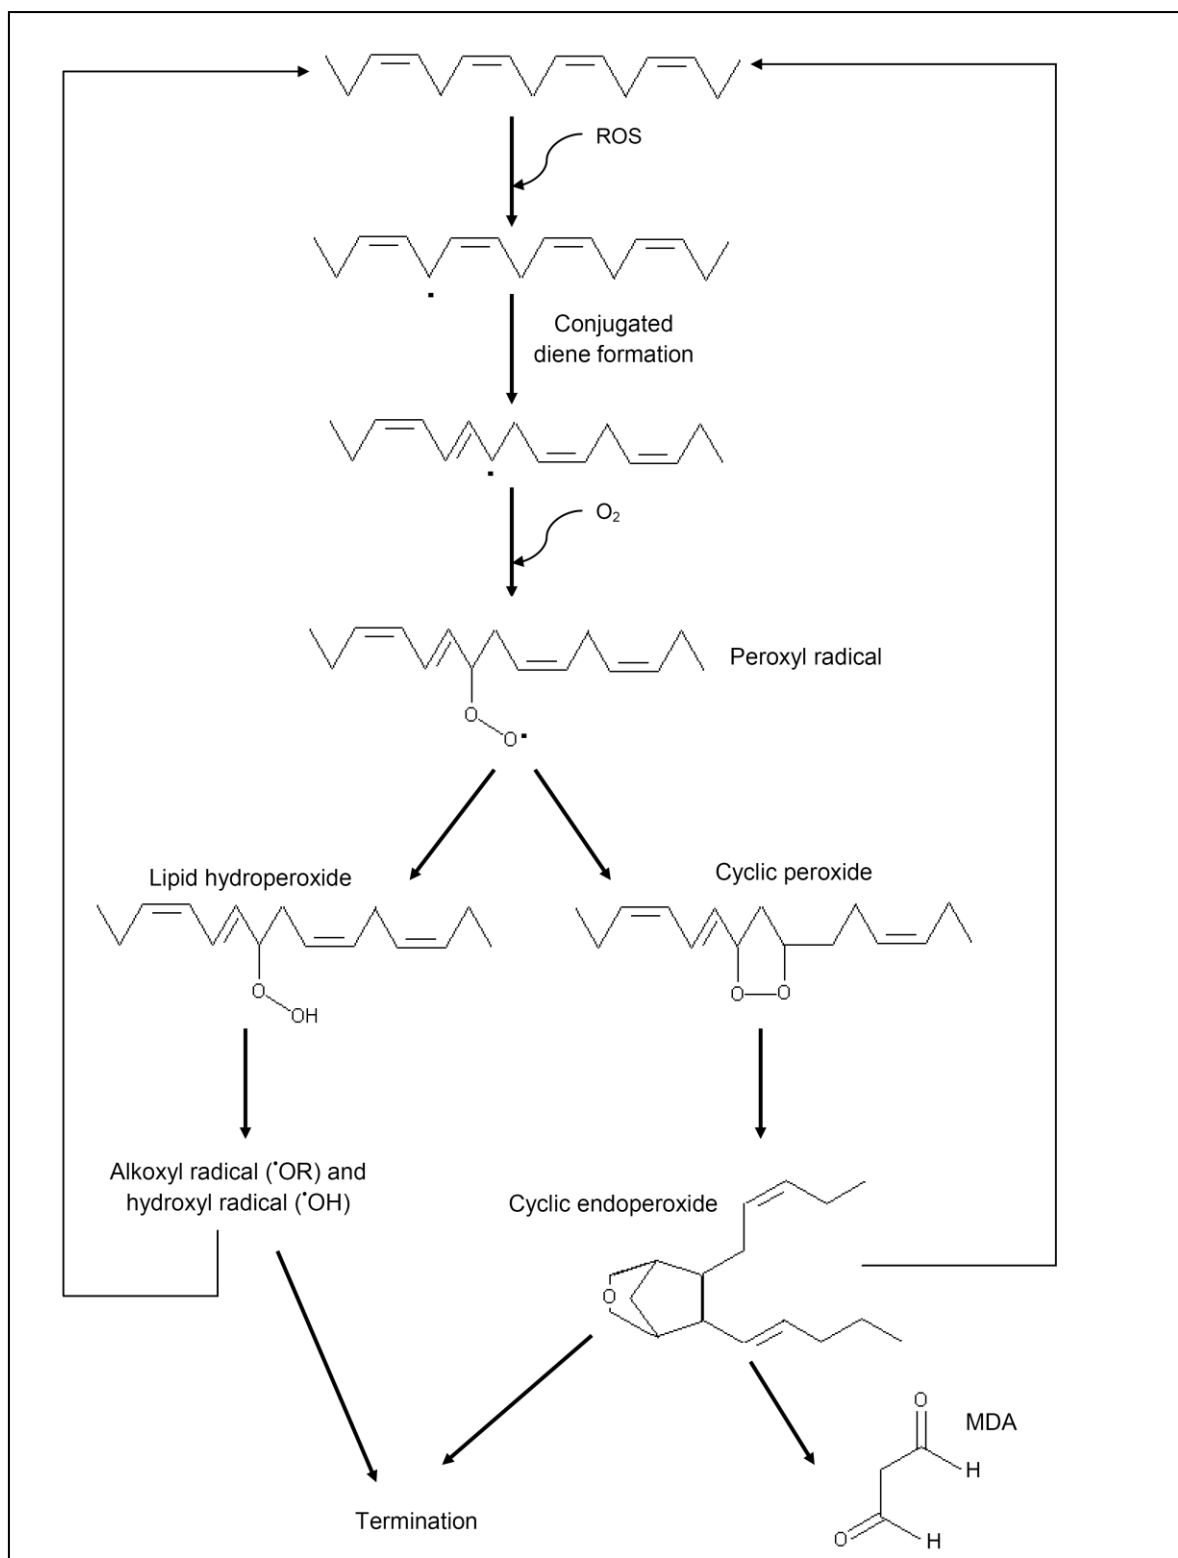 ROS
Conjugated
diene formation
O₂
Peroxyl radical
O
O▪
Lipid hydroperoxide
Cyclic peroxide
O
OH
O
O
Alkoxyl radical (•OR) and
hydroxyl radical (•OH)
Cyclic endoperoxide
O
O
MDA
H
Termination
O
H